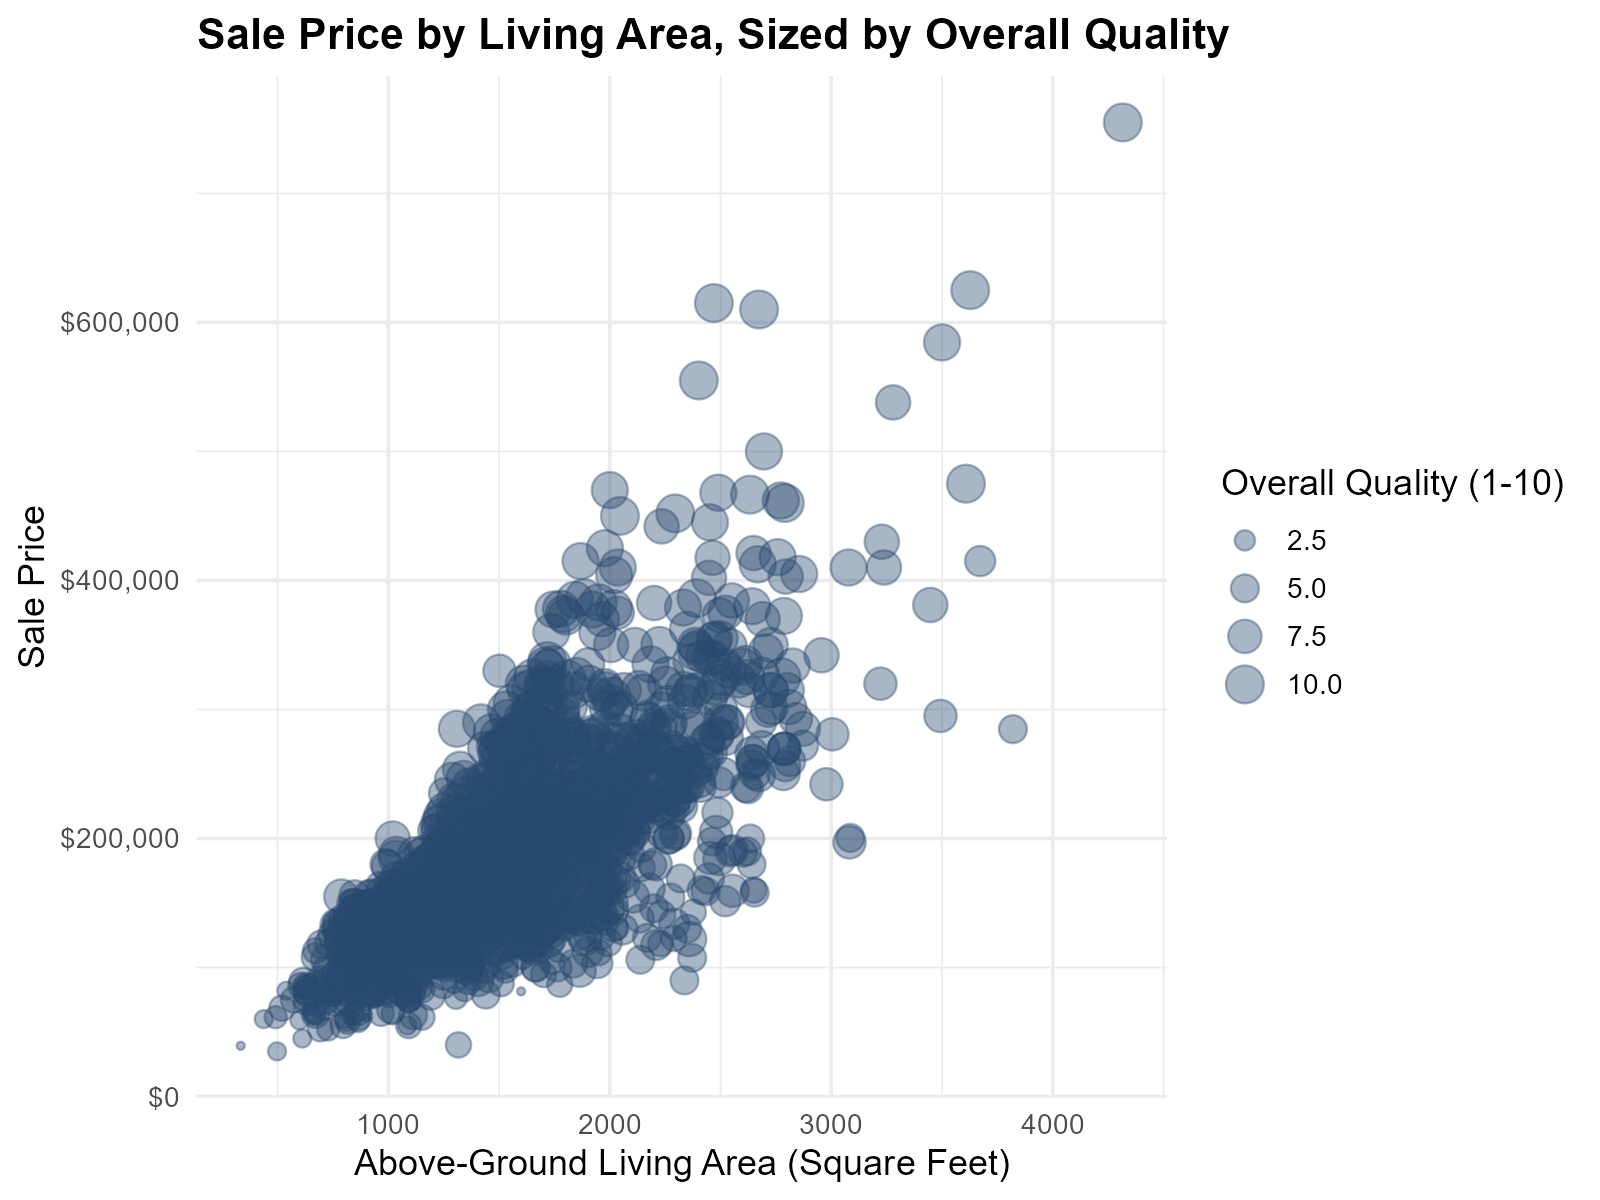 Sale Price by Living Area, Sized by Overall Quality
Sale Price
$600,000
$400,000
$200,000
$0
1000 2000 3000 4000
Above-Ground Living Area (Square Feet)
Overall Quality (1-10)
2.5
5.0
7.5
10.0